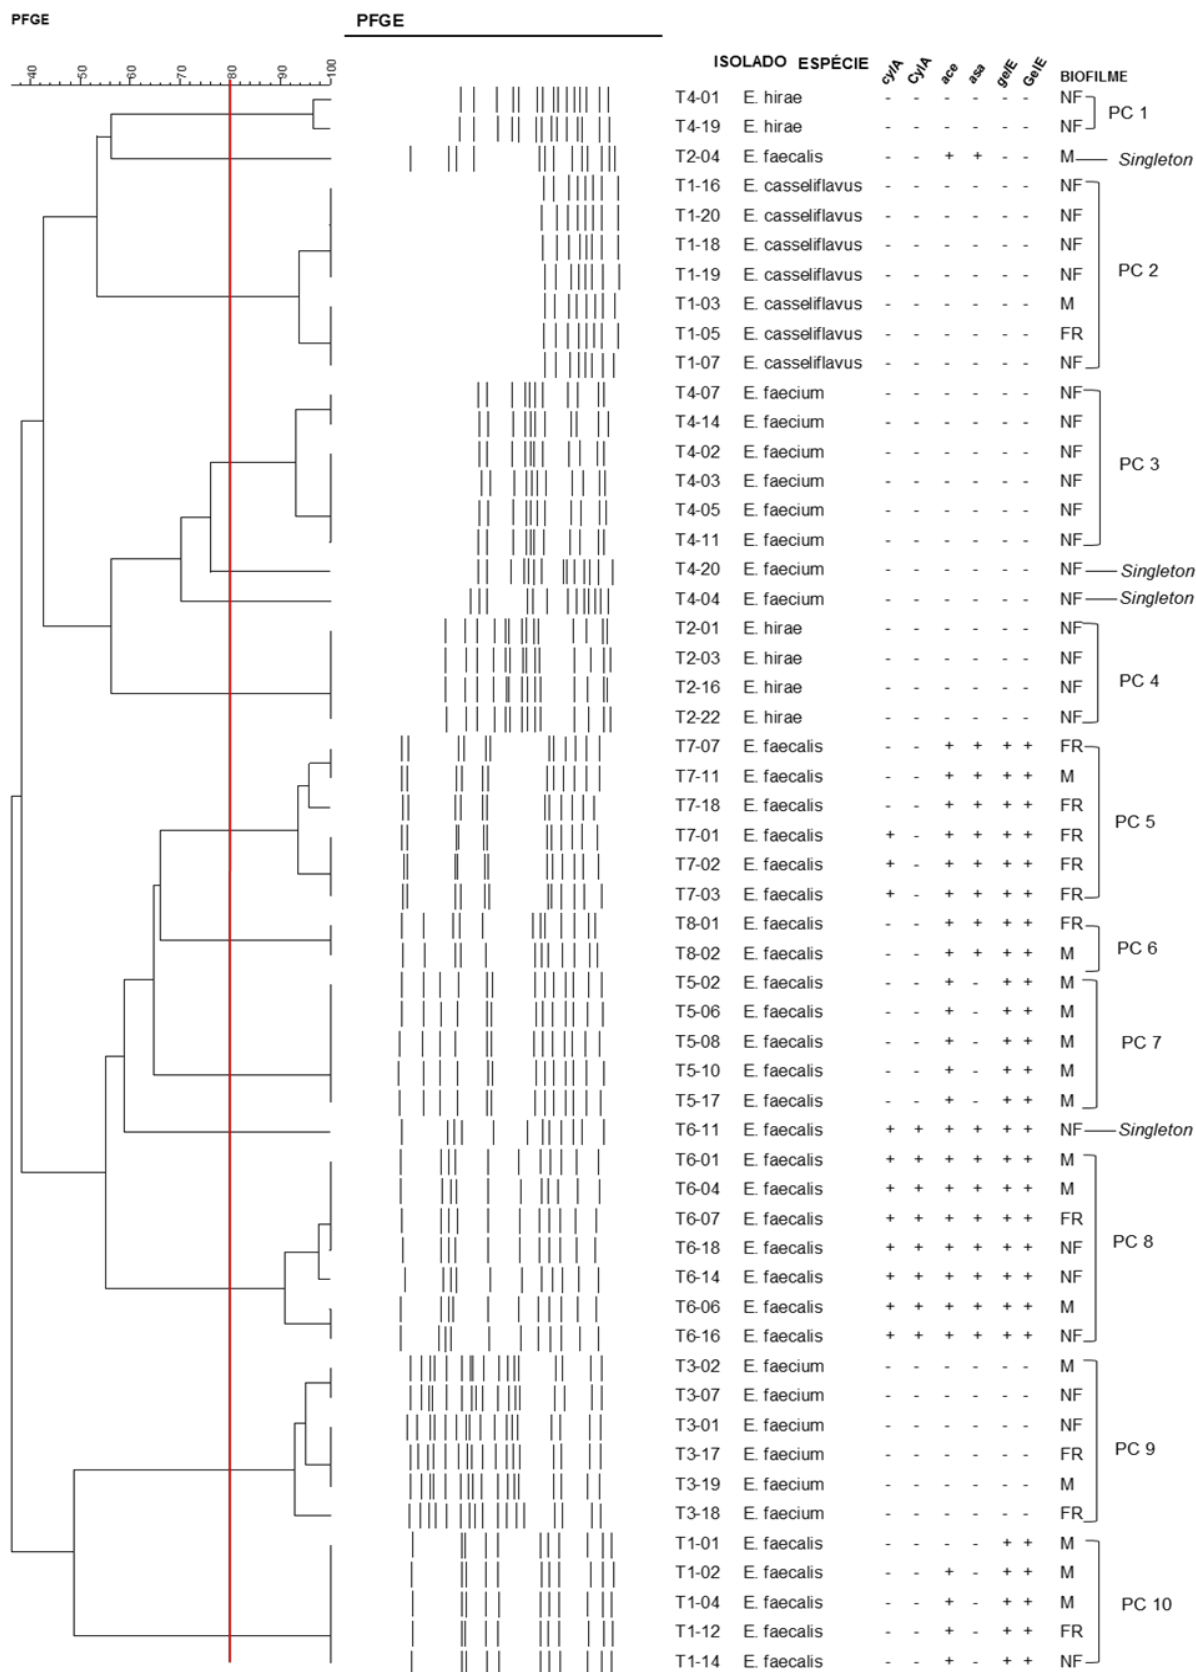 PFGE PFGE
40 50 60 70 80 90 100
ISOLADO ESPÉCIE cylA CylA ace asa gelE GelE BIOFILME
T4-01 E. hirae - - - - - - NF
PC 1
T4-19 E. hirae - - - - - - NF
T2-04 E. faecalis - - + + - - M Singleton
T1-16 E. casseliflavus - - - - - - NF
T1-20 E. casseliflavus - - - - - - NF
T1-18 E. casseliflavus - - - - - - NF
T1-19 E. casseliflavus - - - - - - NF PC 2
T1-03 E. casseliflavus - - - - - - M
T1-05 E. casseliflavus - - - - - - FR
T1-07 E. casseliflavus - - - - - - NF
T4-07 E. faecium - - - - - - NF
T4-14 E. faecium - - - - - - NF
T4-02 E. faecium - - - - - - NF
PC 3
T4-03 E. faecium - - - - - - NF
T4-05 E. faecium - - - - - - NF
T4-11 E. faecium - - - - - - NF
T4-20 E. faecium - - - - - - NF Singleton
T4-04 E. faecium - - - - - - NF Singleton
T2-01 E. hirae - - - - - - NF
T2-03 E. hirae - - - - - - NF
PC 4
T2-16 E. hirae - - - - - - NF
T2-22 E. hirae - - - - - - NF
T7-07 E. faecalis - - + + + + FR
T7-11 E. faecalis - - + + + + M
T7-18 E. faecalis - - + + + + FR
PC 5
T7-01 E. faecalis + - + + + + FR
T7-02 E. faecalis + - + + + + FR
T7-03 E. faecalis + - + + + + FR
T8-01 E. faecalis - - + + + + FR
PC 6
T8-02 E. faecalis - - + + + + M
T5-02 E. faecalis - - + - + + M
T5-06 E. faecalis - - + - + + M
T5-08 E. faecalis - - + - + + M PC 7
T5-10 E. faecalis - - + - + + M
T5-17 E. faecalis - - + - + + M
T6-11 E. faecalis + + + + + + NF Singleton
T6-01 E. faecalis + + + + + + M
T6-04 E. faecalis + + + + + + M
T6-07 E. faecalis + + + + + + FR
T6-18 E. faecalis + + + + + + NF PC 8
T6-14 E. faecalis + + + + + + NF
T6-06 E. faecalis + + + + + + M
T6-16 E. faecalis + + + + + + NF
T3-02 E. faecium - - - - - - M
T3-07 E. faecium - - - - - - NF
T3-01 E. faecium - - - - - - NF
PC 9
T3-17 E. faecium - - - - - - FR
T3-19 E. faecium - - - - - - M
T3-18 E. faecium - - - - - - FR
T1-01 E. faecalis - - - - + + M
T1-02 E. faecalis - - + - + + M
T1-04 E. faecalis - - + - + + M PC 10
T1-12 E. faecalis - - + - + + FR
T1-14 E. faecalis - - + - + + NF